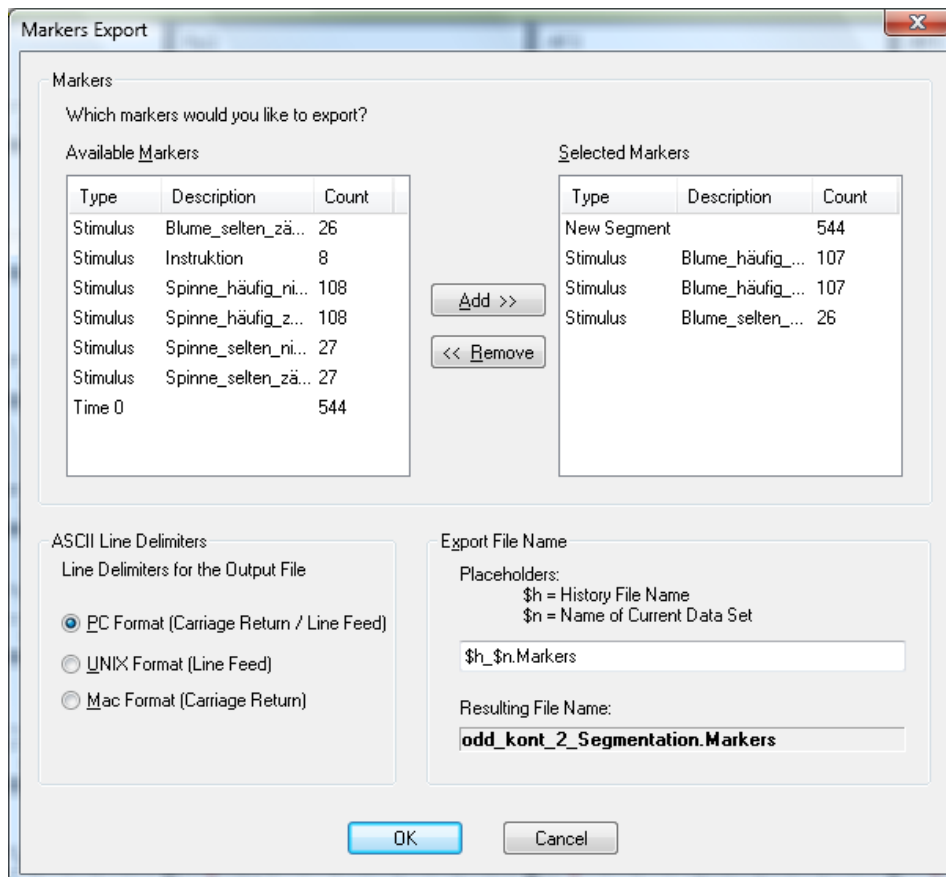 Markers Export
Markers
Which markers would you like to export?
Available Markers
Type Description Count
Stimulus Blume_selten_zä... 26
Stimulus Instruktion 8
Stimulus Spinne_häufig_ni... 108
Stimulus Spinne_häufig_z... 108
Stimulus Spinne_selten_ni... 27
Stimulus Spinne_selten_zä... 27
Time 0 544
Add >>
<< Remove
Selected Markers
Type Description Count
New Segment 544
Stimulus Blume_häufig_... 107
Stimulus Blume_häufig_... 107
Stimulus Blume_selten_... 26
ASCII Line Delimiters
Line Delimiters for the Output File
PC Format (Carriage Return / Line Feed)
UNIX Format (Line Feed)
Mac Format (Carriage Return)
Export File Name
Placeholders:
$h = History File Name
$n = Name of Current Data Set
$h_$n.Markers
Resulting File Name:
odd_kont_2_Segmentation.Markers
OK
Cancel